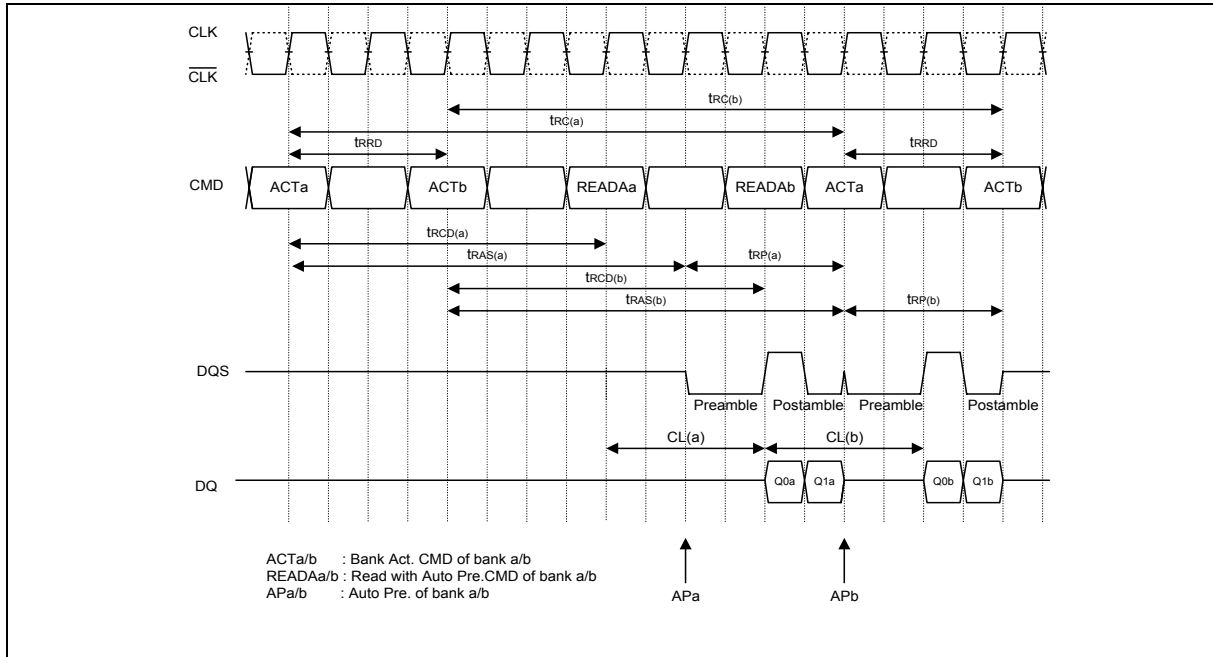 CLK
CLK
tRC(b)
tRC(a)
tRRD
tRRD
CMD
ACTa
ACTb
READAa
READAb
ACTa
ACTb
tRCD(a)
tRAS(a)
tRP(a)
tRCD(b)
tRAS(b)
tRP(b)
DQS
Preamble
Postamble
Preamble
Postamble
CL(a)
CL(b)
DQ
Q0a
Q1a
Q0b
Q1b
ACTa/b : Bank Act. CMD of bank a/b
READAa/b : Read with Auto Pre.CMD of bank a/b
APa/b : Auto Pre. of bank a/b
APa
APb